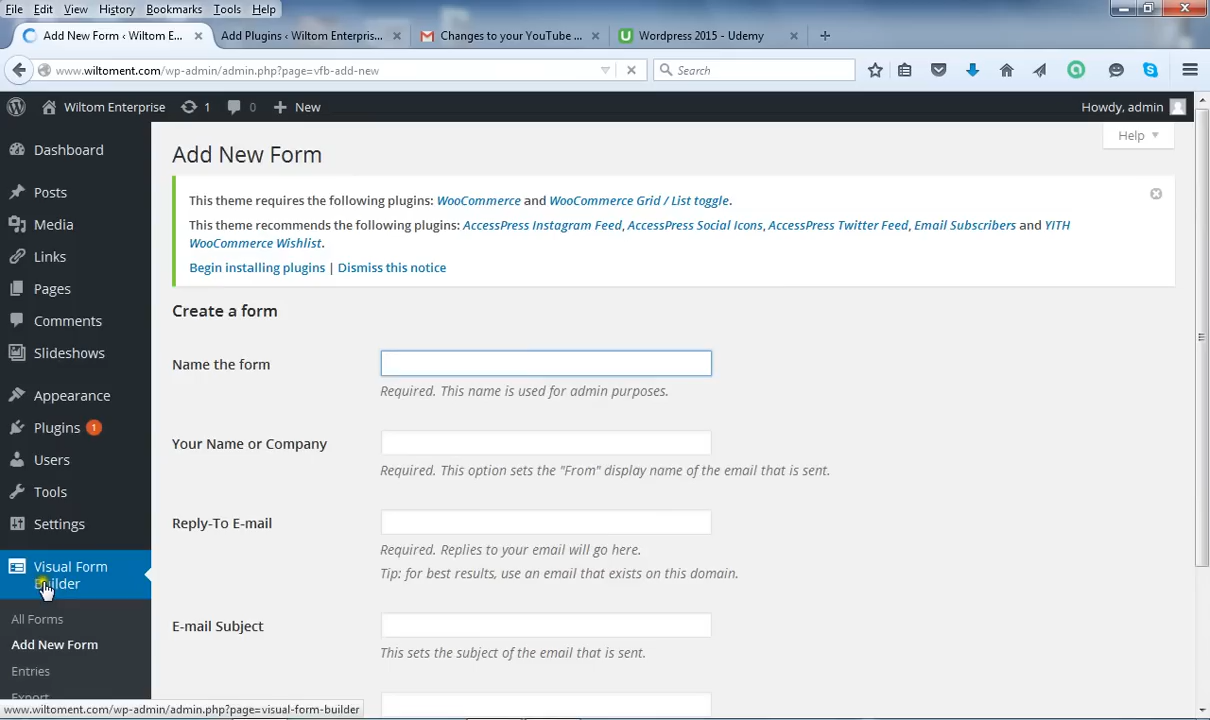 File Edit View History Bookmarks Tools Help
Add New Form ‹ Wiltom E... Add Plugins ‹ Wiltom Enterpris... Changes to your YouTube ... Wordpress 2015 - Udemy
www.wiltoment.com/wp-admin/admin.php?page=vfb-add-new Search
Wiltom Enterprise 1 0 New Howdy, admin
Help
Dashboard
Posts
Media
Links
Pages
Comments
Slideshows
Appearance
Plugins 1
Users
Tools
Settings
Visual Form
Builder
All Forms
Add New Form
Entries
Export
Add New Form
This theme requires the following plugins: WooCommerce and WooCommerce Grid / List toggle.
This theme recommends the following plugins: AccessPress Instagram Feed, AccessPress Social Icons, AccessPress Twitter Feed, Email Subscribers and YITH
WooCommerce Wishlist.
Begin installing plugins | Dismiss this notice
Create a form
Name the form
Required. This name is used for admin purposes.
Your Name or Company
Required. This option sets the "From" display name of the email that is sent.
Reply-To E-mail
Required. Replies to your email will go here.
Tip: for best results, use an email that exists on this domain.
E-mail Subject
This sets the subject of the email that is sent.
www.wiltoment.com/wp-admin/admin.php?page=visual-form-builder